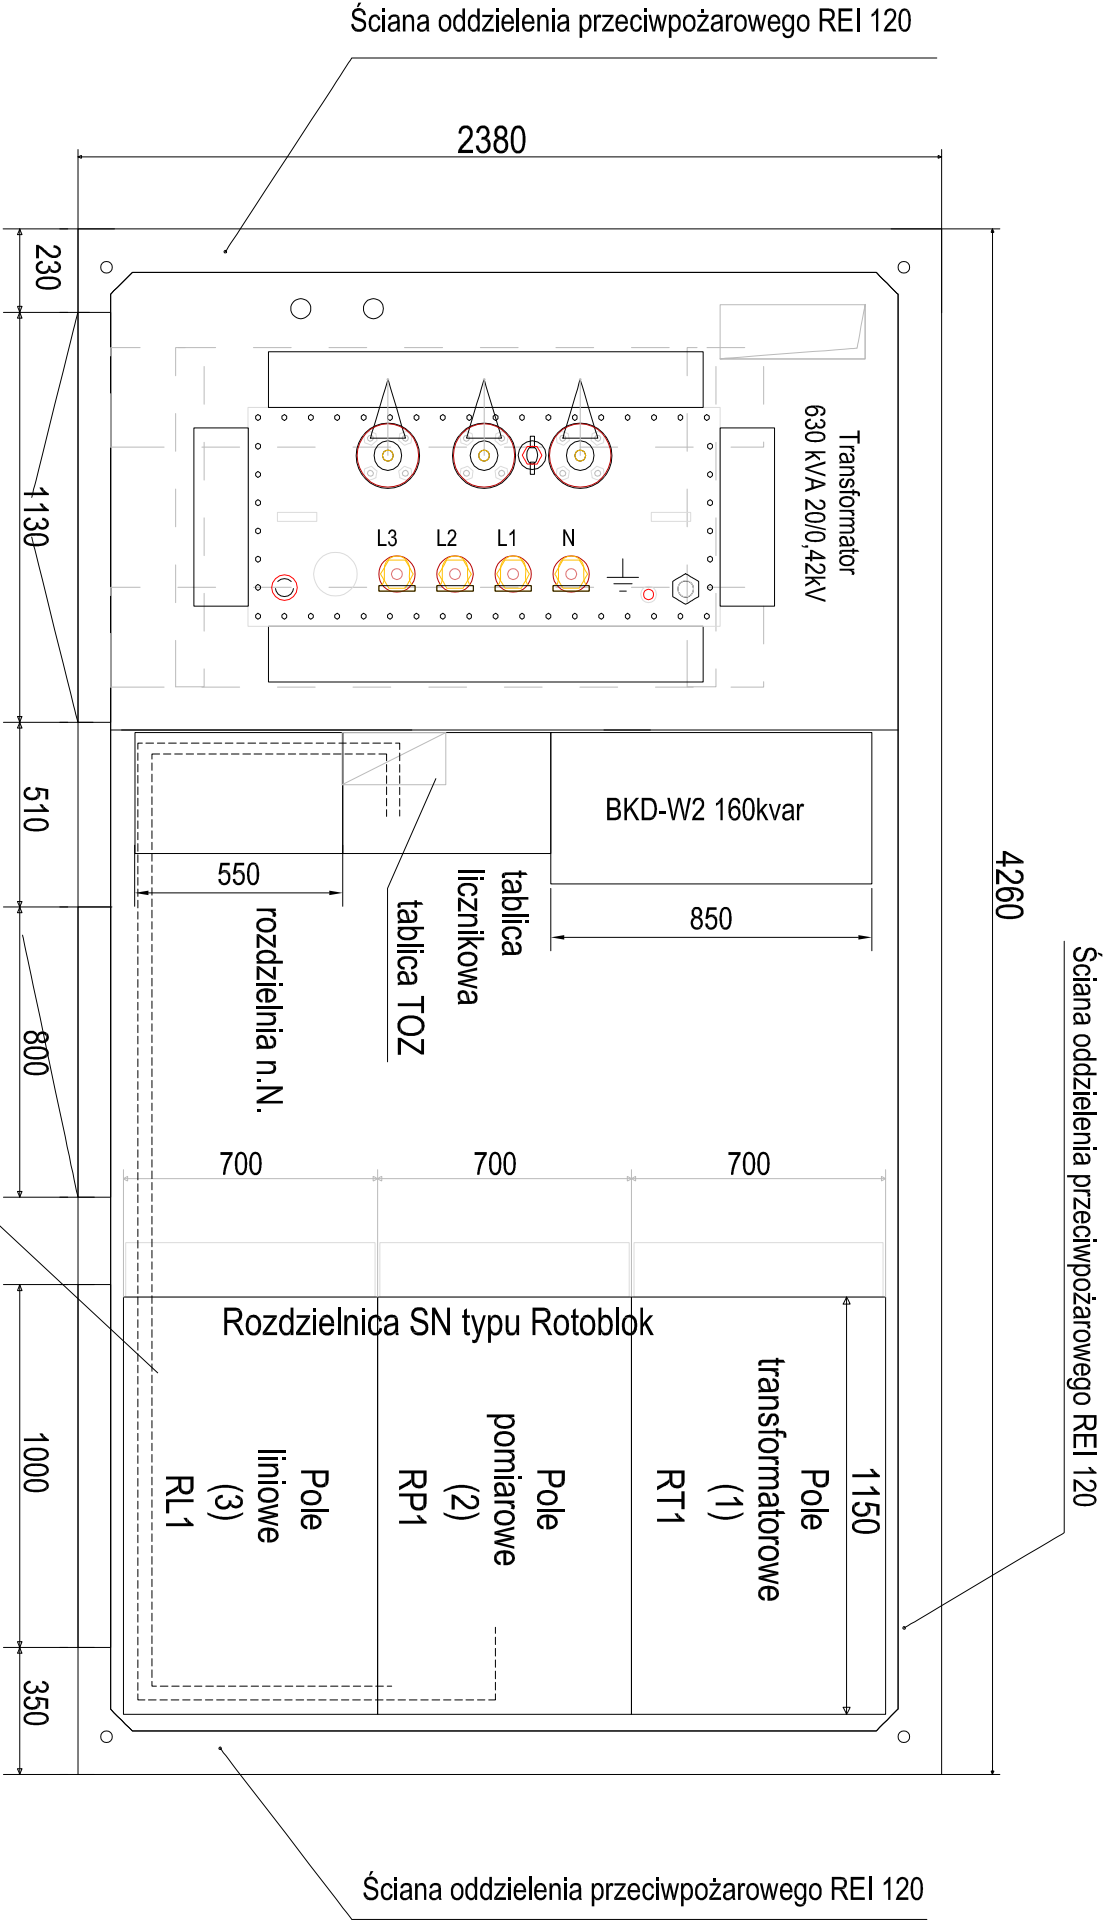 Ściana oddzielenia przeciwpożarowego REI 120
2380
230
1130
510
800
1000
350
4260
Ściana oddzielenia przeciwpożarowego REI 120
Transformator
630 kVA 20/0,42kV
L3
L2
L1
N
BKD-W2 160kvar
550
850
tablica
licznikowa
tablica TOZ
rozdzielnia n.N.
700
700
700
Rozdzielnica SN typu Rotoblok
1150
Pole
transformatorowe
(1)
RT1
Pole
pomiarowe
(2)
RP1
Pole
liniowe
(3)
RL1
Ściana oddzielenia przeciwpożarowego REI 120